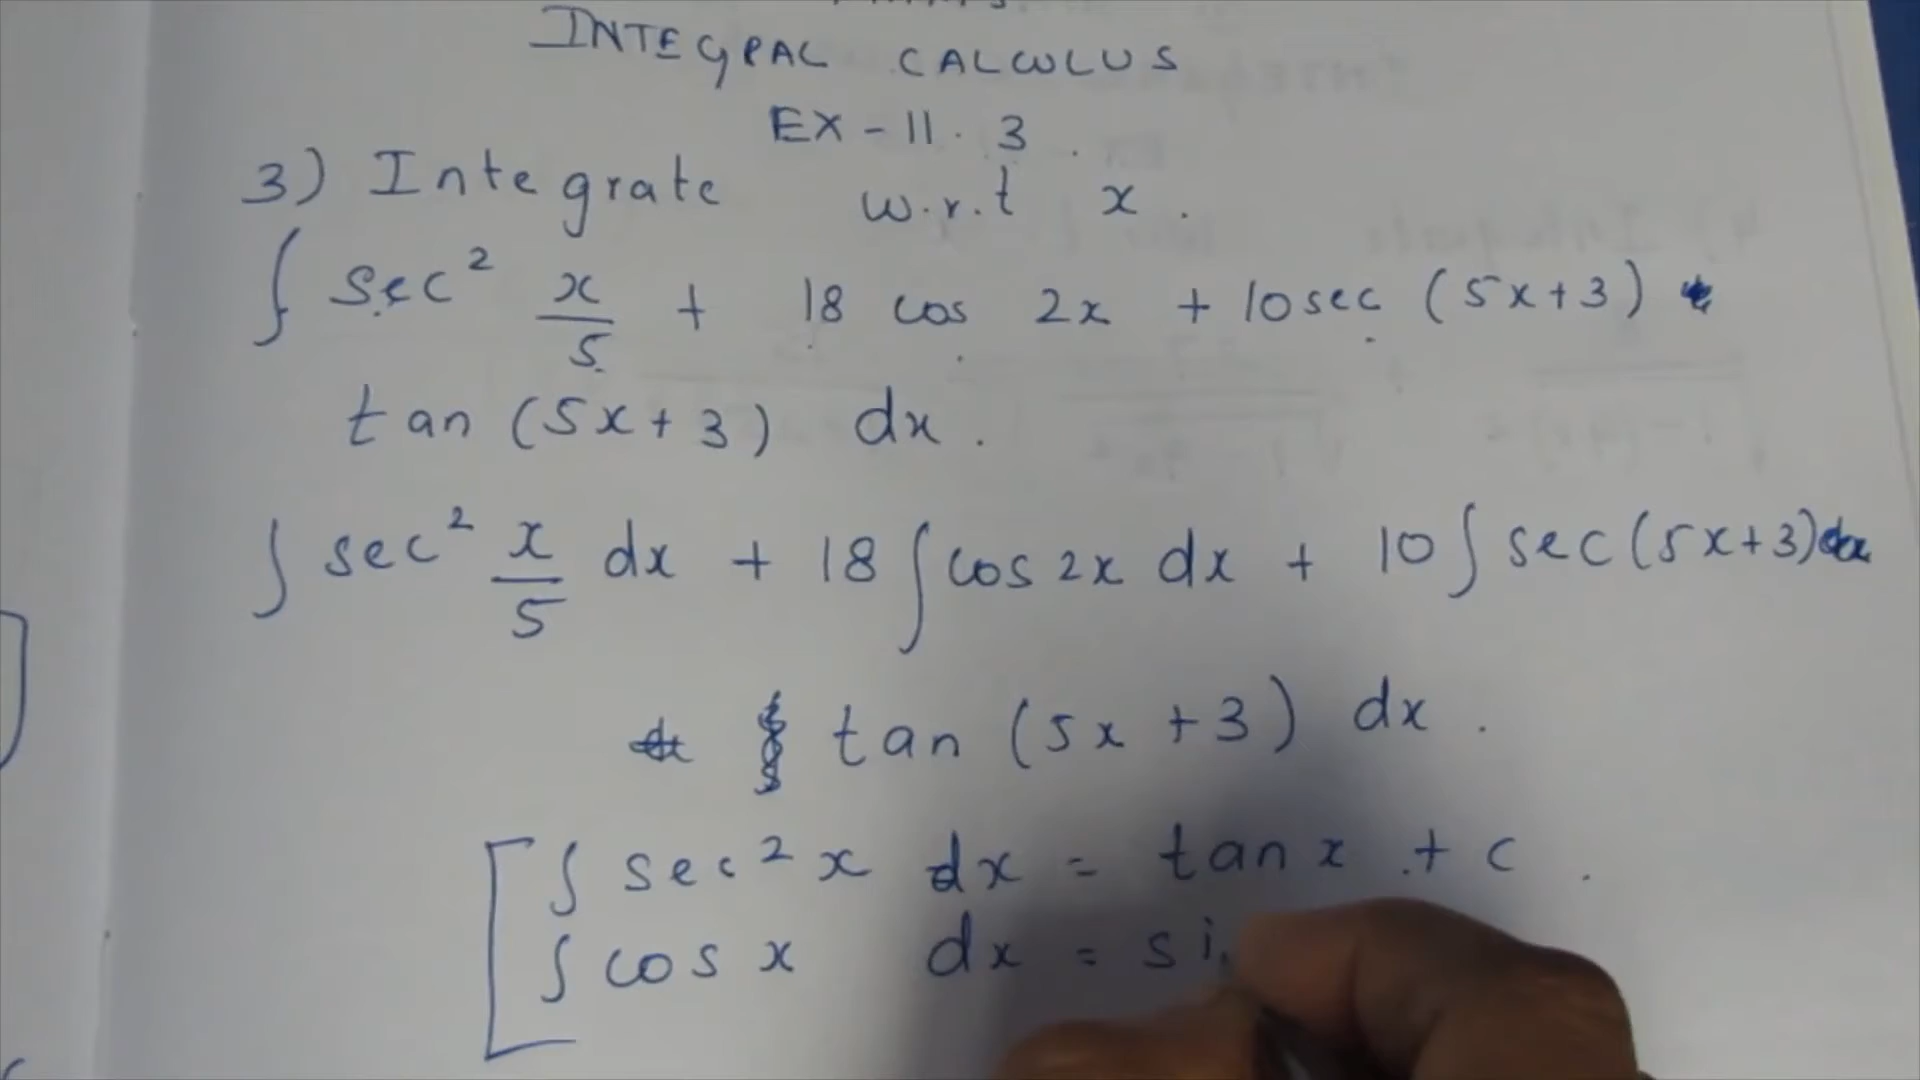 INTEGRAL CALCULUS
EX - 11. 3.
3) Integrate w.r.t x.
∫ sec² x/5 + 18 cos 2x + 10 sec (5x+3)
tan (5x+3) dx.
∫ sec² x/5 dx + 18 ∫ cos 2x dx + 10 ∫ sec (5x+3)
tan (5x+3) dx.
∫ sec² x dx = tan x + c.
∫ cos x dx = si